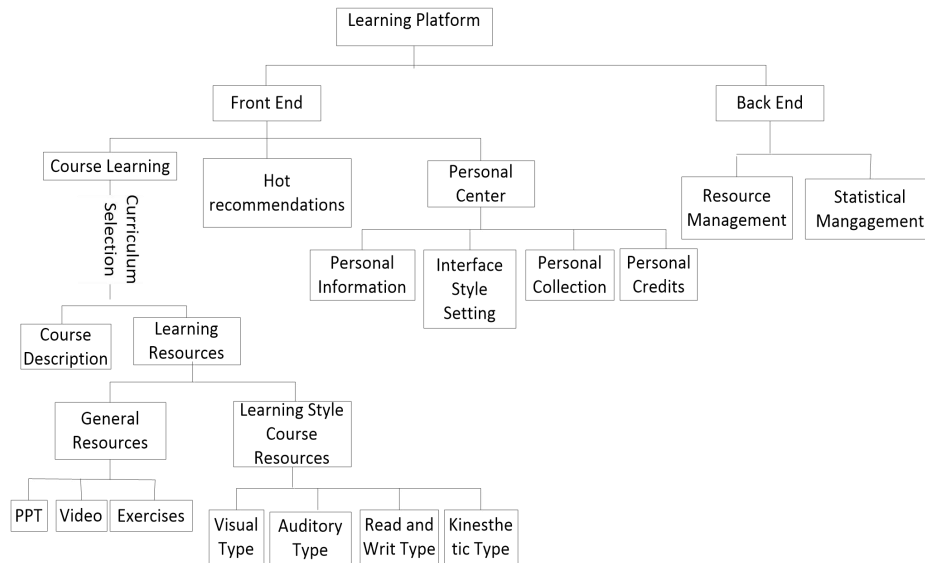 Learning Platform
Front End
Back End
Course Learning
Hot
recommendations
Personal
Center
Resource
Management
Statistical
Mangagement
Curriculum
Selection
Personal
Information
Interface
Style
Setting
Personal
Collection
Personal
Credits
Course
Description
Learning
Resources
General
Resources
Learning Style
Course
Resources
PPT
Video
Exercises
Visual
Type
Auditory
Type
Read and
Writ Type
Kinesthe
tic Type